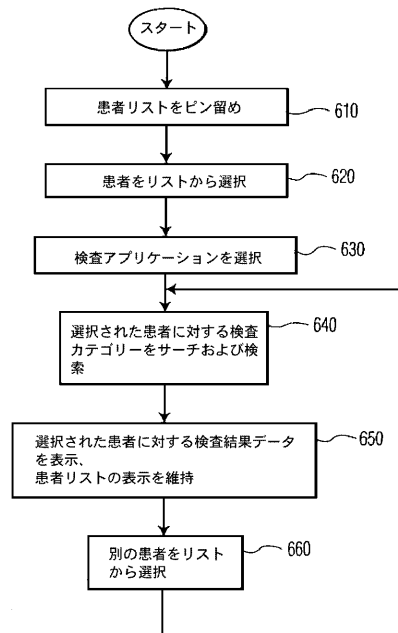 スタート
患者リストをピン留め
610
患者をリストから選択
620
検査アプリケーションを選択
630
選択された患者に対する検査
カテゴリーをサーチおよび検
索
640
選択された患者に対する検査結果データ
を表示、
患者リストの表示を維持
650
別の患者をリスト
から選択
660